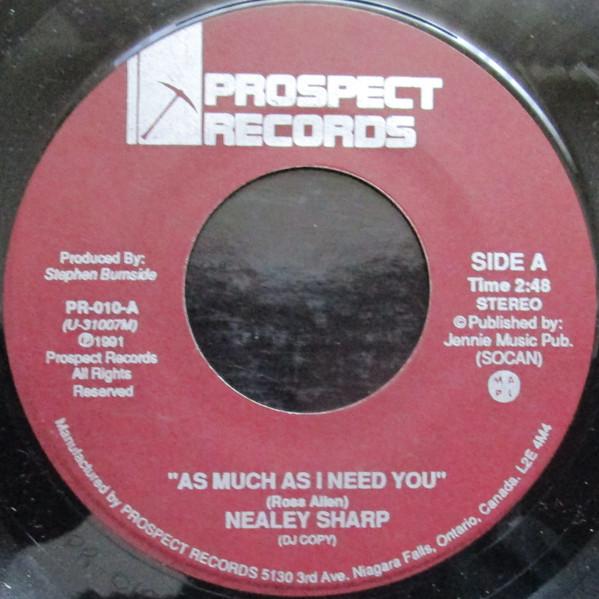 PROSPECT
RECORDS
Produced By:
Stephen Burnside
PR-010-A
(U-31007M)
℗1991
Prospect Records
All Rights
Reserved
SIDE A
Time 2:48
STEREO
©Published by:
Jennie Music Pub.
(SOCAN)
M A
P L
"AS MUCH AS I NEED YOU"
(Ross Allen)
NEALEY SHARP
(DJ COPY)
Manufactured by PROSPECT RECORDS 5130 3rd Ave. Niagara Falls, Ontario, Canada. L2E 4M4